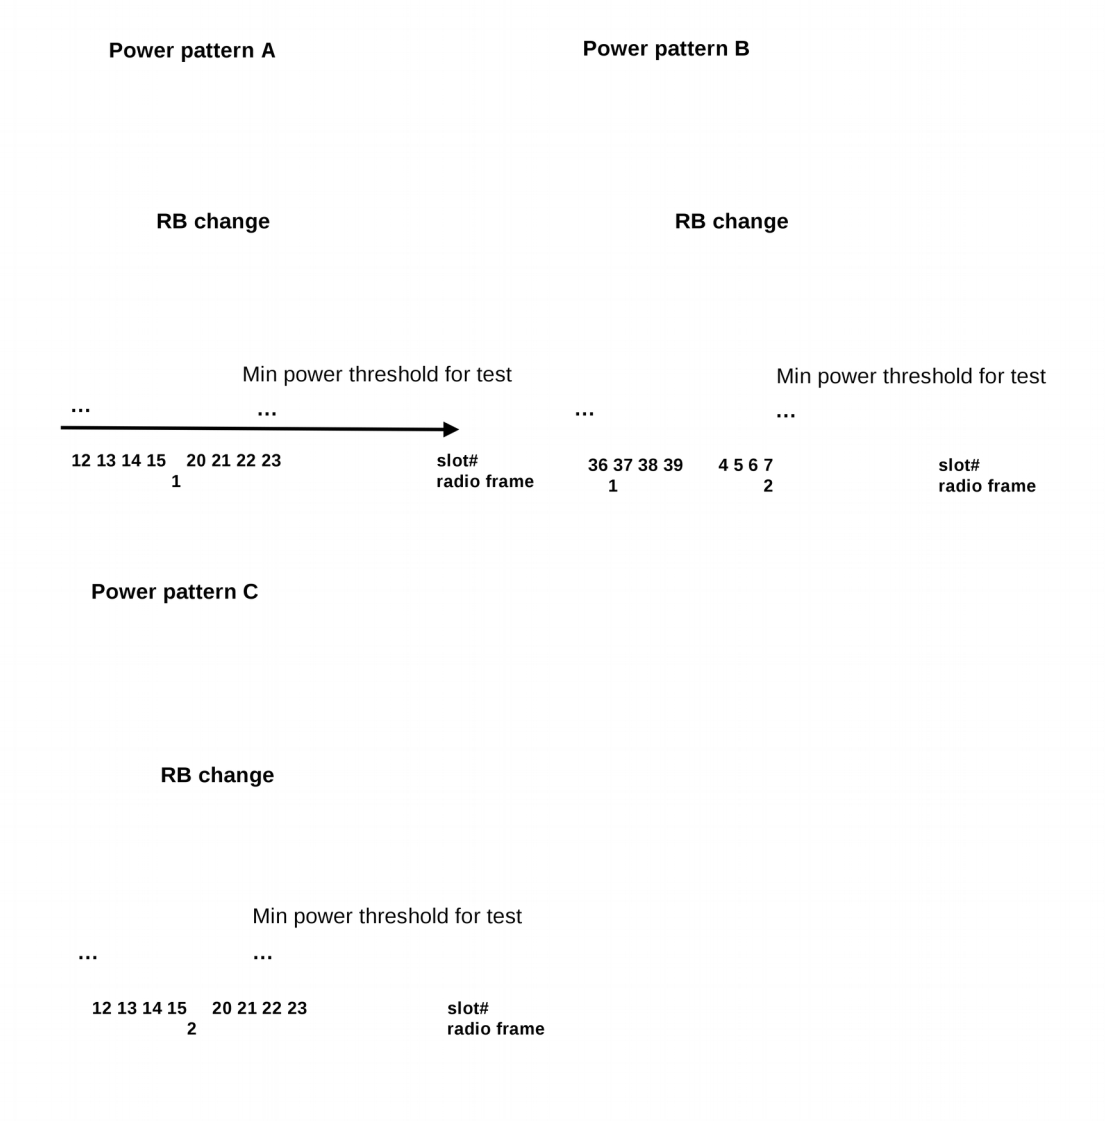 Power pattern A
RB change
Min power threshold for test
... ...
12 13 14 15 20 21 22 23 slot#
1 radio frame
Power pattern B
RB change
Min power threshold for test
... ...
36 37 38 39 4 5 6 7 slot#
1 2 radio frame
Power pattern C
RB change
Min power threshold for test
... ...
12 13 14 15 20 21 22 23 slot#
2 radio frame